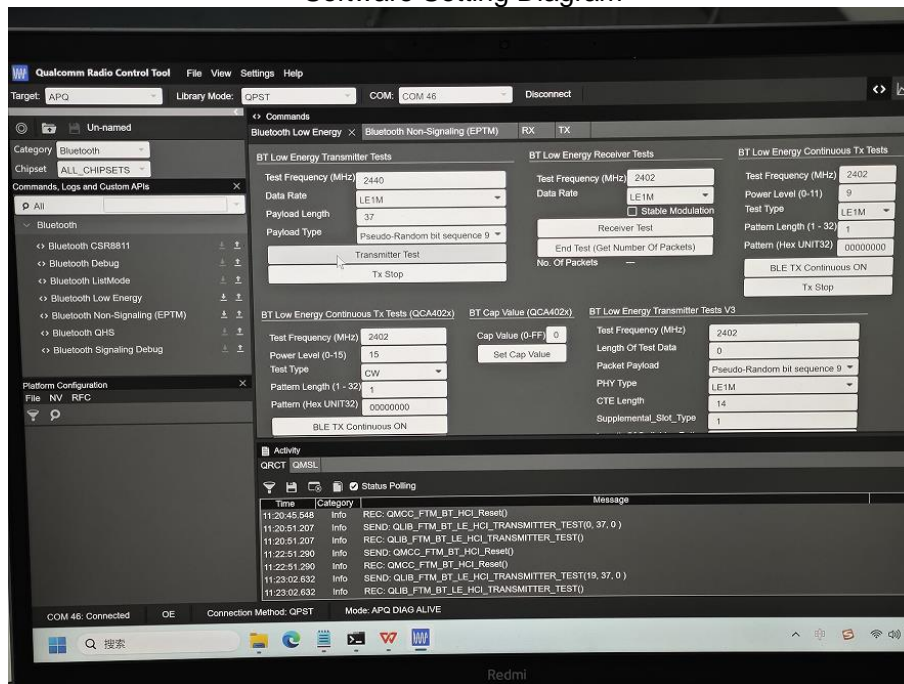 Software Setting Diagram
Qualcomm Radio Control Tool File View Settings Help
Target: APQ Library Mode: QPST COM: COM 46 Disconnect
Un-named
Category Bluetooth
Chipset ALL_CHIPSETS
Commands, Logs and Custom APIs
All
Bluetooth
Bluetooth CSR8811
Bluetooth Debug
Bluetooth ListMode
Bluetooth Low Energy
Bluetooth Non-Signaling (EPTM)
Bluetooth QHS
Bluetooth Signaling Debug
Platform Configuration
File NV RFC
Commands
Bluetooth Low Energy Bluetooth Non-Signaling (EPTM) RX TX
BT Low Energy Transmitter Tests
Test Frequency (MHz) 2440
Data Rate LE1M
Payload Length 37
Payload Type Pseudo-Random bit sequence 9
Transmitter Test
Tx Stop
BT Low Energy Receiver Tests
Test Frequency (MHz) 2402
Data Rate LE1M
Stable Modulation
Receiver Test
End Test (Get Number Of Packets)
No. Of Packets —
BT Low Energy Continuous Tx Tests
Test Frequency (MHz) 2402
Power Level (0-11) 9
Test Type LE1M
Pattern Length (1 - 32) 1
Pattern (Hex UNIT32) 00000000
BLE TX Continuous ON
Tx Stop
BT Low Energy Continuous Tx Tests (QCA402x)
Test Frequency (MHz) 2402
Power Level (0-15) 15
Test Type CW
Pattern Length (1 - 32) 1
Pattern (Hex UNIT32) 00000000
BLE TX Continuous ON
BT Cap Value (QCA402x)
Cap Value (0-FF) 0
Set Cap Value
BT Low Energy Transmitter Tests V3
Test Frequency (MHz) 2402
Length Of Test Data 0
Packet Payload Pseudo-Random bit sequence 9
PHY Type LE1M
CTE Length 14
Supplemental_Slot_Type 1
Activity
QRCT QMSL
Status Polling
Time Category Message
11:20:45.548 Info REC: QMCC_FTM_BT_HCI_Reset()
11:20:51.207 Info SEND: QLIB_FTM_BT_LE_HCI_TRANSMITTER_TEST(0, 37, 0 )
11:20:51.207 Info REC: QLIB_FTM_BT_LE_HCI_TRANSMITTER_TEST()
11:22:51.290 Info SEND: QMCC_FTM_BT_HCI_Reset()
11:22:51.290 Info REC: QMCC_FTM_BT_HCI_Reset()
11:23:02.632 Info SEND: QLIB_FTM_BT_LE_HCI_TRANSMITTER_TEST(19, 37, 0 )
11:23:02.632 Info REC: QLIB_FTM_BT_LE_HCI_TRANSMITTER_TEST()
COM 46: Connected OE Connection Method: QPST Mode: APQ DIAG ALIVE
搜索
Redmi